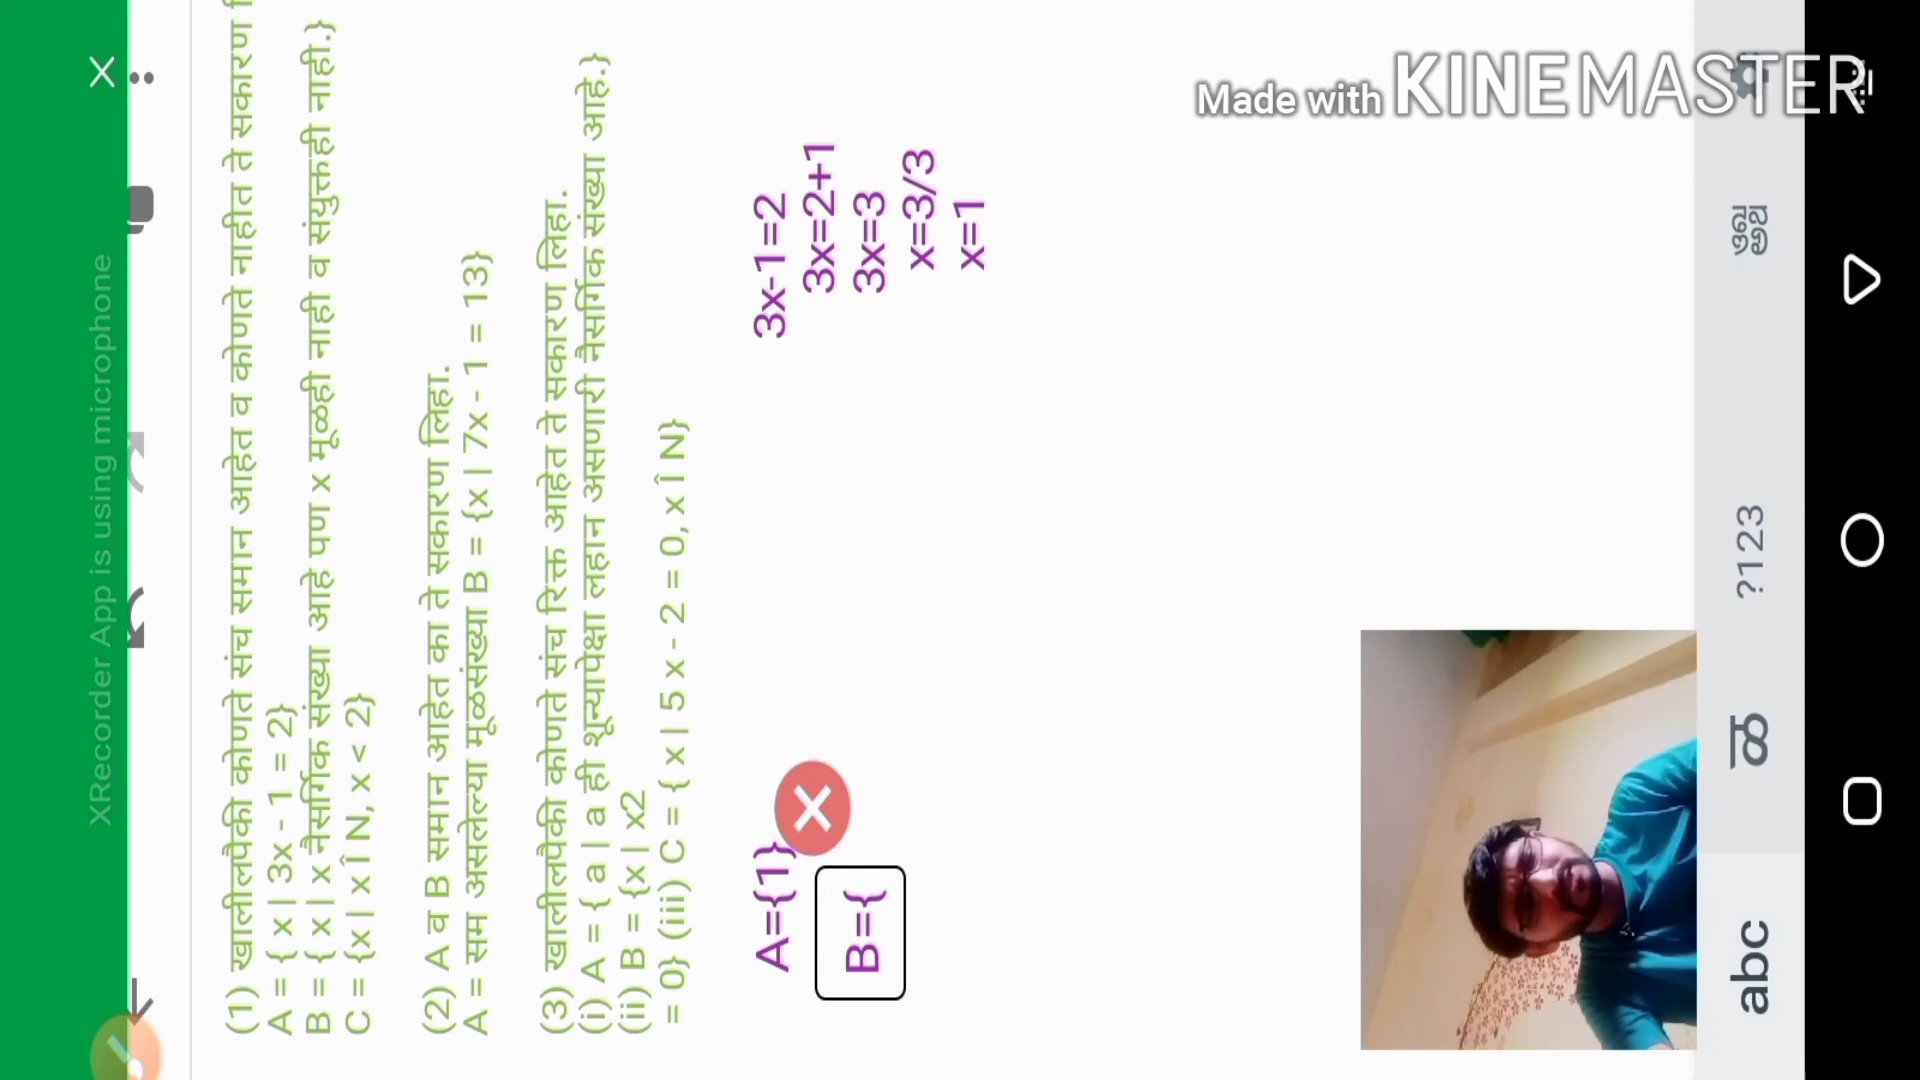 XRecorder App is using microphone
Made with KINEMASTER
(1) खालीलपैकी कोणते संच समान आहेत व कोणते नाहीत ते सकारण
A = { x | 3x - 1 = 2}
B = { x | x नैसर्गिक संख्या आहे पण x मूळही नाही व संयुक्तही नाही.}
C = {x | x Î N, x < 2}
(2) A व B समान आहेत का ते सकारण लिहा.
A = सम असलेल्या मूळसंख्या B = {x | 7x - 1 = 13}
(3) खालीलपैकी कोणते संच रिक्त आहेत ते सकारण लिहा.
(i) A = { a | a ही शून्यापेक्षा लहान असणारी नैसर्गिक संख्या आहे.}
(ii) B = {x | x2
= 0} (iii) C = { x | 5 x - 2 = 0, x Î N}
A={1}
B={
3x-1=2
3x=2+1
3x=3
x=3/3
x=1
abc
ळ
?123